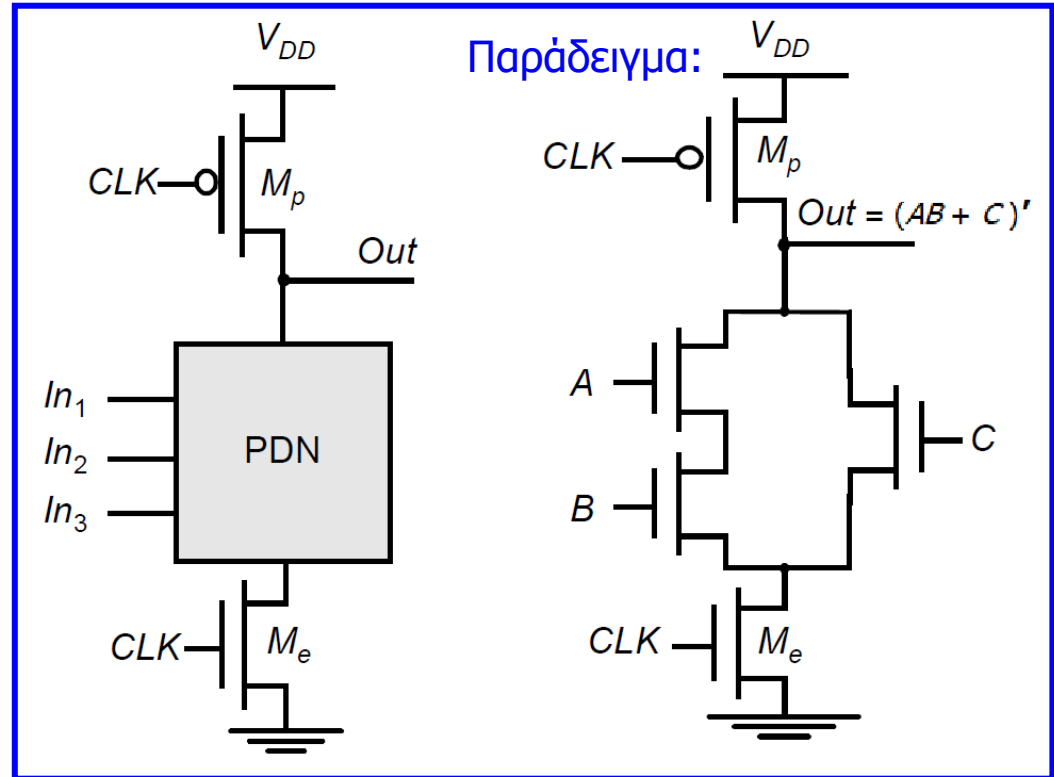 V_DD
CLK
M_p
Out
In_1
In_2
In_3
PDN
CLK
M_e
Παράδειγμα:
V_DD
CLK
M_p
Out = (AB + C)'
A
B
C
CLK
M_e